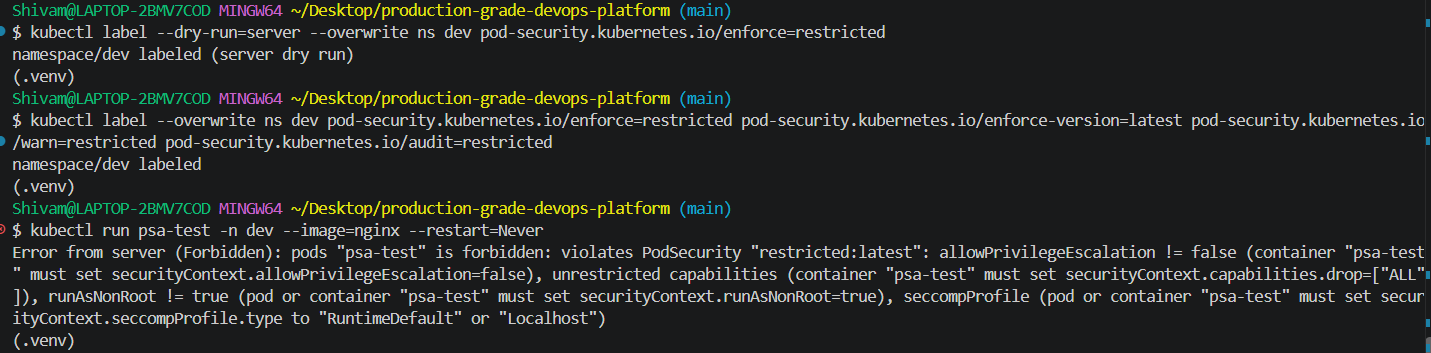 Shivam@LAPTOP-2BMV7COD MINGW64 ~/Desktop/production-grade-devops-platform (main)
$ kubectl label --dry-run=server --overwrite ns dev pod-security.kubernetes.io/enforce=restricted
namespace/dev labeled (server dry run)
(.venv)
Shivam@LAPTOP-2BMV7COD MINGW64 ~/Desktop/production-grade-devops-platform (main)
$ kubectl label --overwrite ns dev pod-security.kubernetes.io/enforce=restricted pod-security.kubernetes.io/enforce-version=latest pod-security.kubernetes.io
/warn=restricted pod-security.kubernetes.io/audit=restricted
namespace/dev labeled
(.venv)
Shivam@LAPTOP-2BMV7COD MINGW64 ~/Desktop/production-grade-devops-platform (main)
$ kubectl run psa-test -n dev --image=nginx --restart=Never
Error from server (Forbidden): pods "psa-test" is forbidden: violates PodSecurity "restricted:latest": allowPrivilegeEscalation != false (container "psa-test
" must set securityContext.allowPrivilegeEscalation=false), unrestricted capabilities (container "psa-test" must set securityContext.capabilities.drop=["ALL"
]), runAsNonRoot != true (pod or container "psa-test" must set securityContext.runAsNonRoot=true), seccompProfile (pod or container "psa-test" must set secur
ityContext.seccompProfile.type to "RuntimeDefault" or "Localhost")
(.venv)